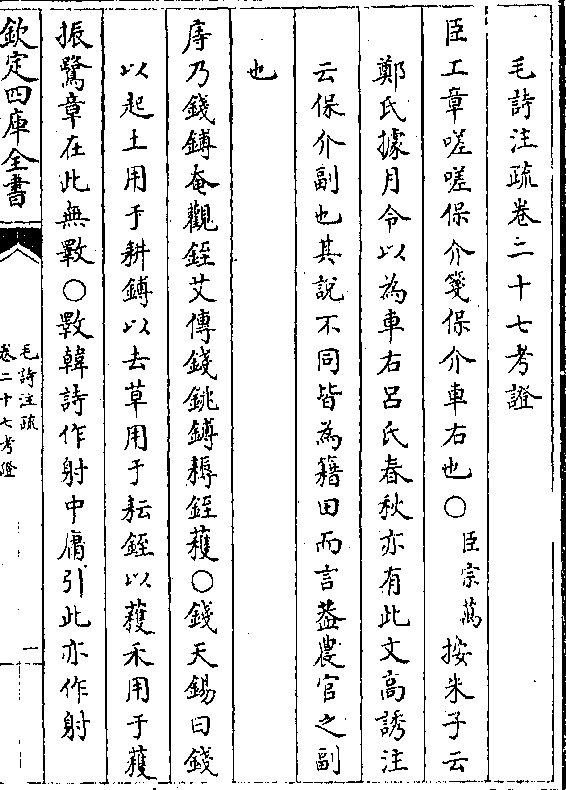 毛詩注疏卷二十七考證
臣工章嗟嗟保介箋保介車右也○臣宗萬按朱子云
鄭氏據月令以為車右呂氏春秋亦有此文高誘注
云保介副也其說不同皆為籍田而言蓋農官之副
也
庤乃錢鎛奄觀銍艾傳錢銚鎛耨銍穫○錢天錫曰錢
以起土用于耕鎛以去草用于耘銍以穫禾用于穫
振鷺章在此無斁○斁韓詩作射中庸引此亦作射
欽定四庫全書
毛詩注疏
卷二十七考證
一